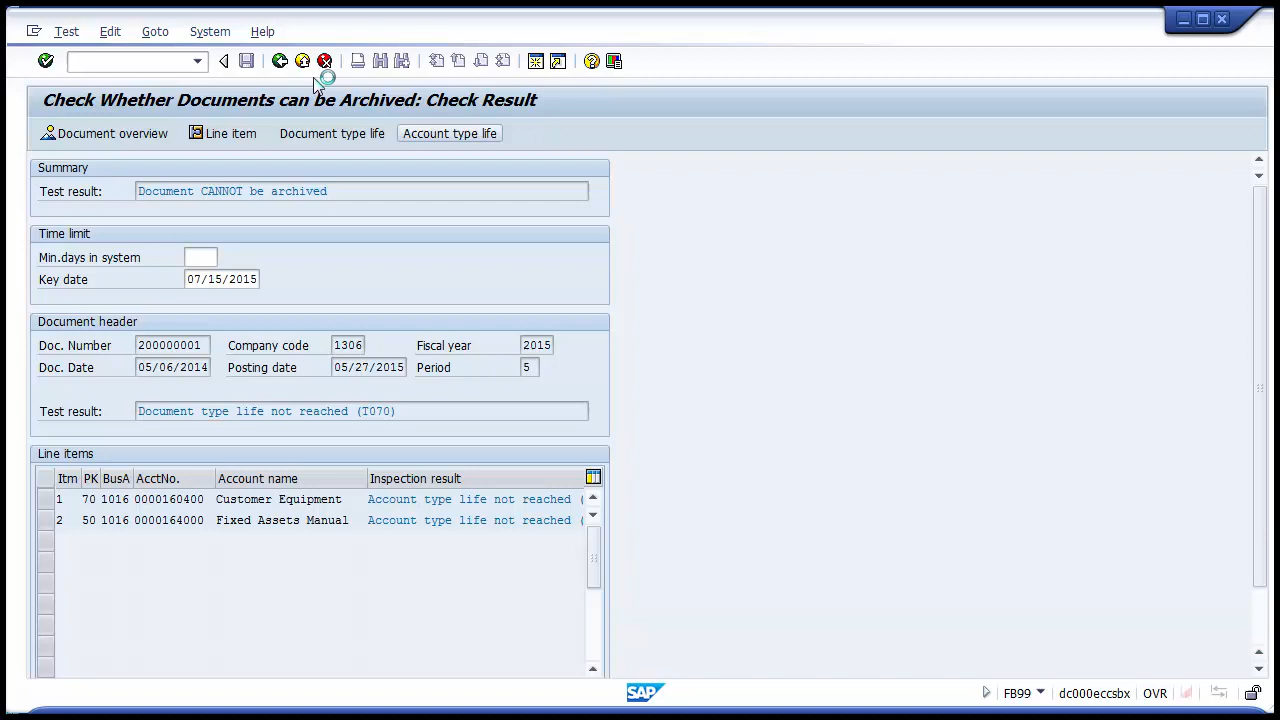 Test Edit Goto System Help
Check Whether Documents can be Archived: Check Result
Document overview Line item Document type life Account type life
Summary
Test result: Document CANNOT be archived
Time limit
Min.days in system
Key date 07/15/2015
Document header
Doc. Number 200000001 Company code 1306 Fiscal year 2015
Doc. Date 05/06/2014 Posting date 05/27/2015 Period 5
Test result: Document type life not reached (T070)
Line items
Itm PK BusA AcctNo. Account name Inspection result
1 70 1016 0000160400 Customer Equipment Account type life not reached (
2 50 1016 0000164000 Fixed Assets Manual Account type life not reached (
SAP FB99 dc000eccsbx OVR